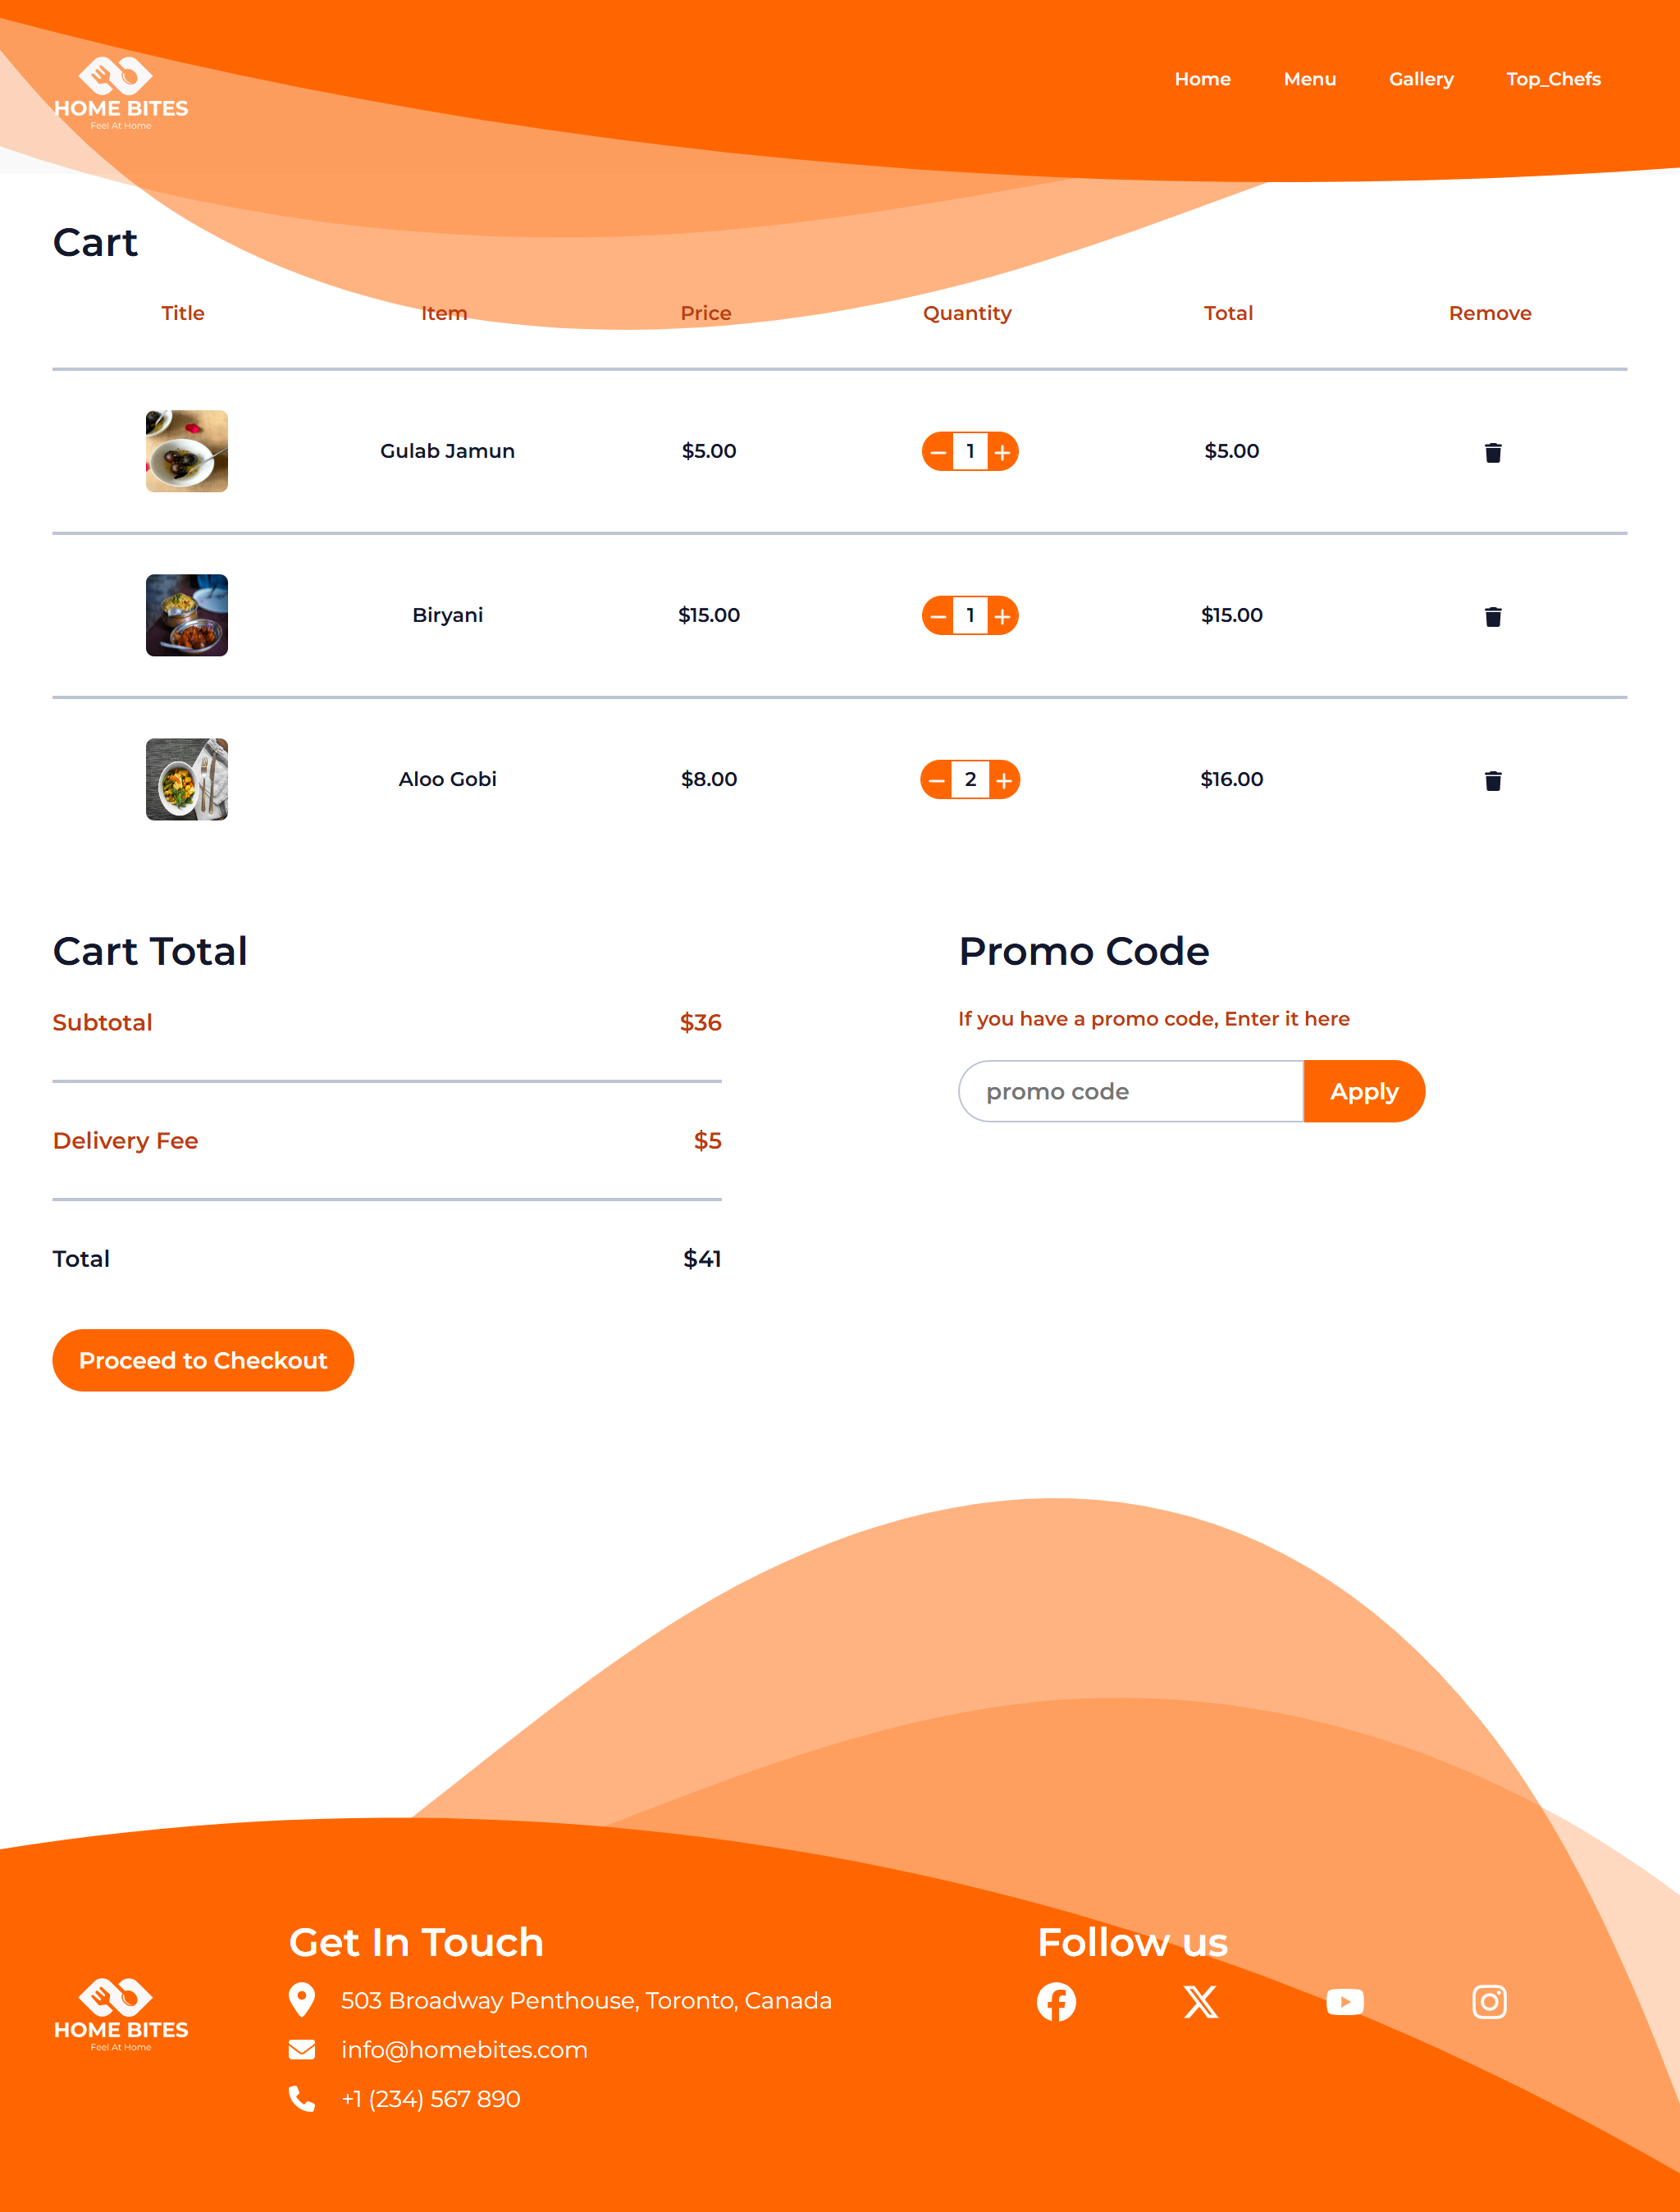 HOME BITES
Feel At Home
Home Menu Gallery Top_Chefs
Cart
Title Item Price Quantity Total Remove
Gulab Jamun $5.00 1 $5.00
Biryani $15.00 1 $15.00
Aloo Gobi $8.00 2 $16.00
Cart Total
Subtotal $36
Delivery Fee $5
Total $41
Proceed to Checkout
Promo Code
If you have a promo code, Enter it here
promo code Apply
HOME BITES
Feel At Home
Get In Touch
503 Broadway Penthouse, Toronto, Canada
info@homebites.com
+1 (234) 567 890
Follow us